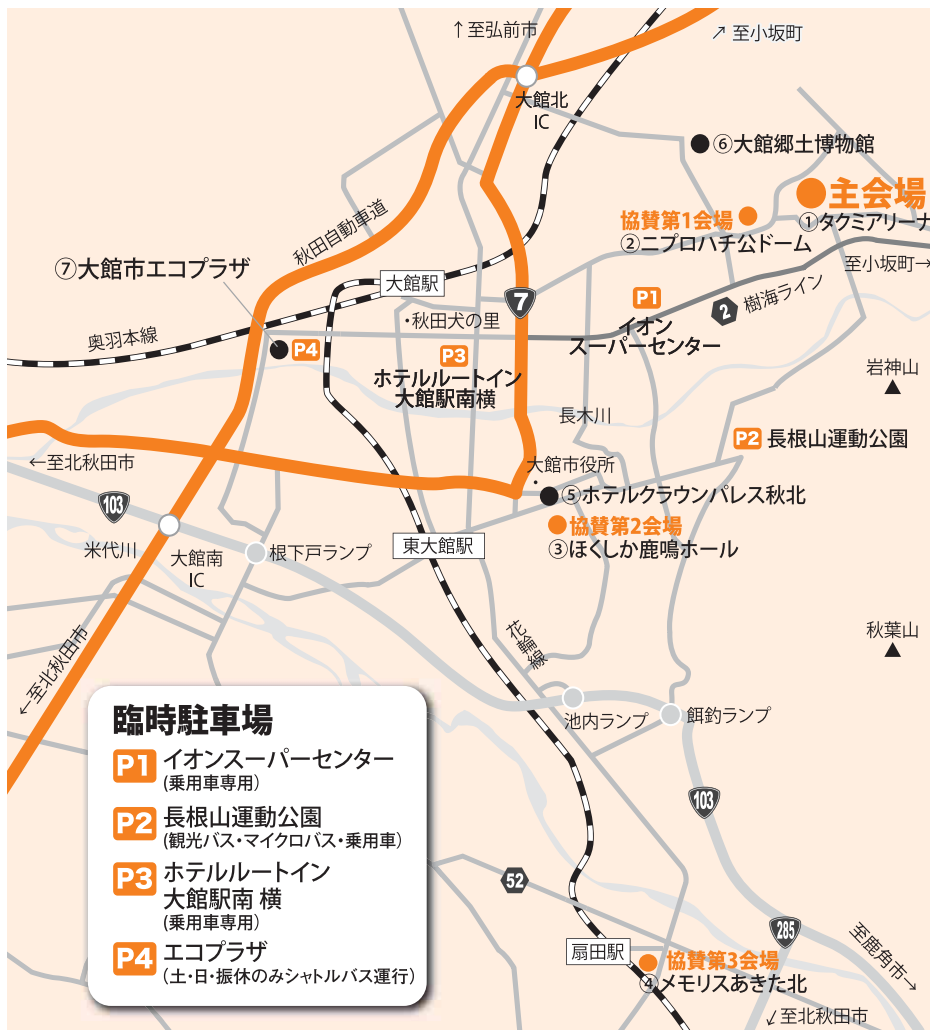 ↑至弘前市
↗ 至小坂町
大館北
IC
⑥大館郷土博物館
主会場
①タクミアリーナ
協賛第1会場
②ニプロハチ公ドーム
至小坂町→
秋田自動車道
⑦大館市エコプラザ
大館駅
7
P1
2
樹海ライン
・秋田犬の里
イオン
スーパーセンター
奥羽本線
P4
P3
ホテルルートイン
大館駅南横
岩神山
長木川
P2 長根山運動公園
←至北秋田市
大館市役所
⑤ホテルクラウンパレス秋北
103
協賛第2会場
③ほくしか鹿鳴ホール
米代川
大館南
IC
根下戸ランプ
東大館駅
秋葉山
花輪線
←至北秋田市
池内ランプ
餌釣ランプ
103
臨時駐車場
P1 イオンスーパーセンター
(乗用車専用)
P2 長根山運動公園
(観光バス・マイクロバス・乗用車)
P3 ホテルルートイン
大館駅南 横
(乗用車専用)
P4 エコプラザ
(土・日・振休のみシャトルバス運行)
52
285
扇田駅
協賛第3会場
④メモリスあきた北
至鹿角市→
↙至北秋田市